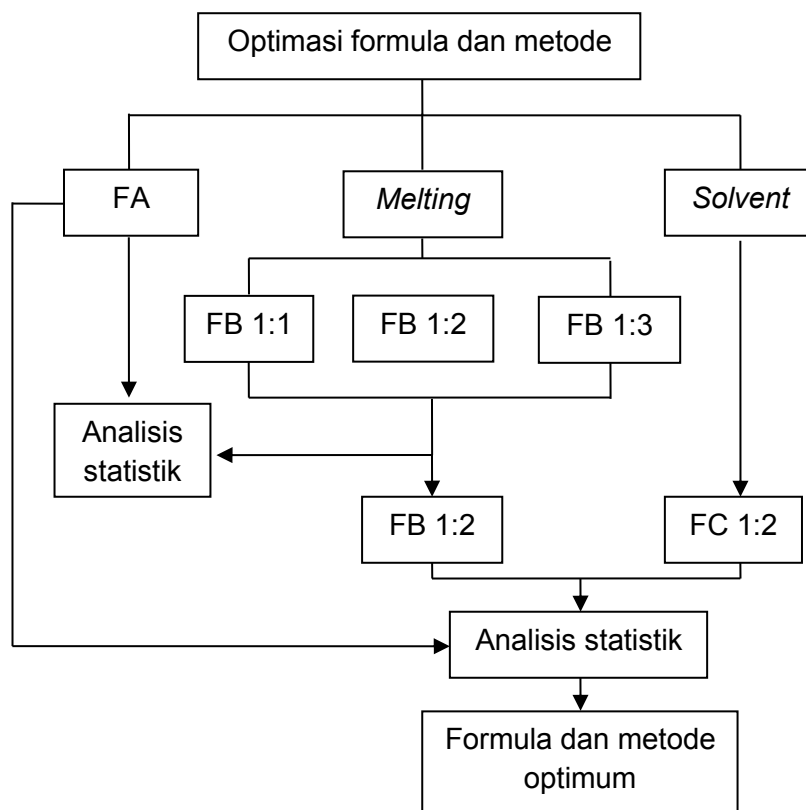 Optimasi formula dan metode
FA
Melting
Solvent
FB 1:1
FB 1:2
FB 1:3
Analisis
statistik
FB 1:2
FC 1:2
Analisis statistik
Formula dan metode
optimum